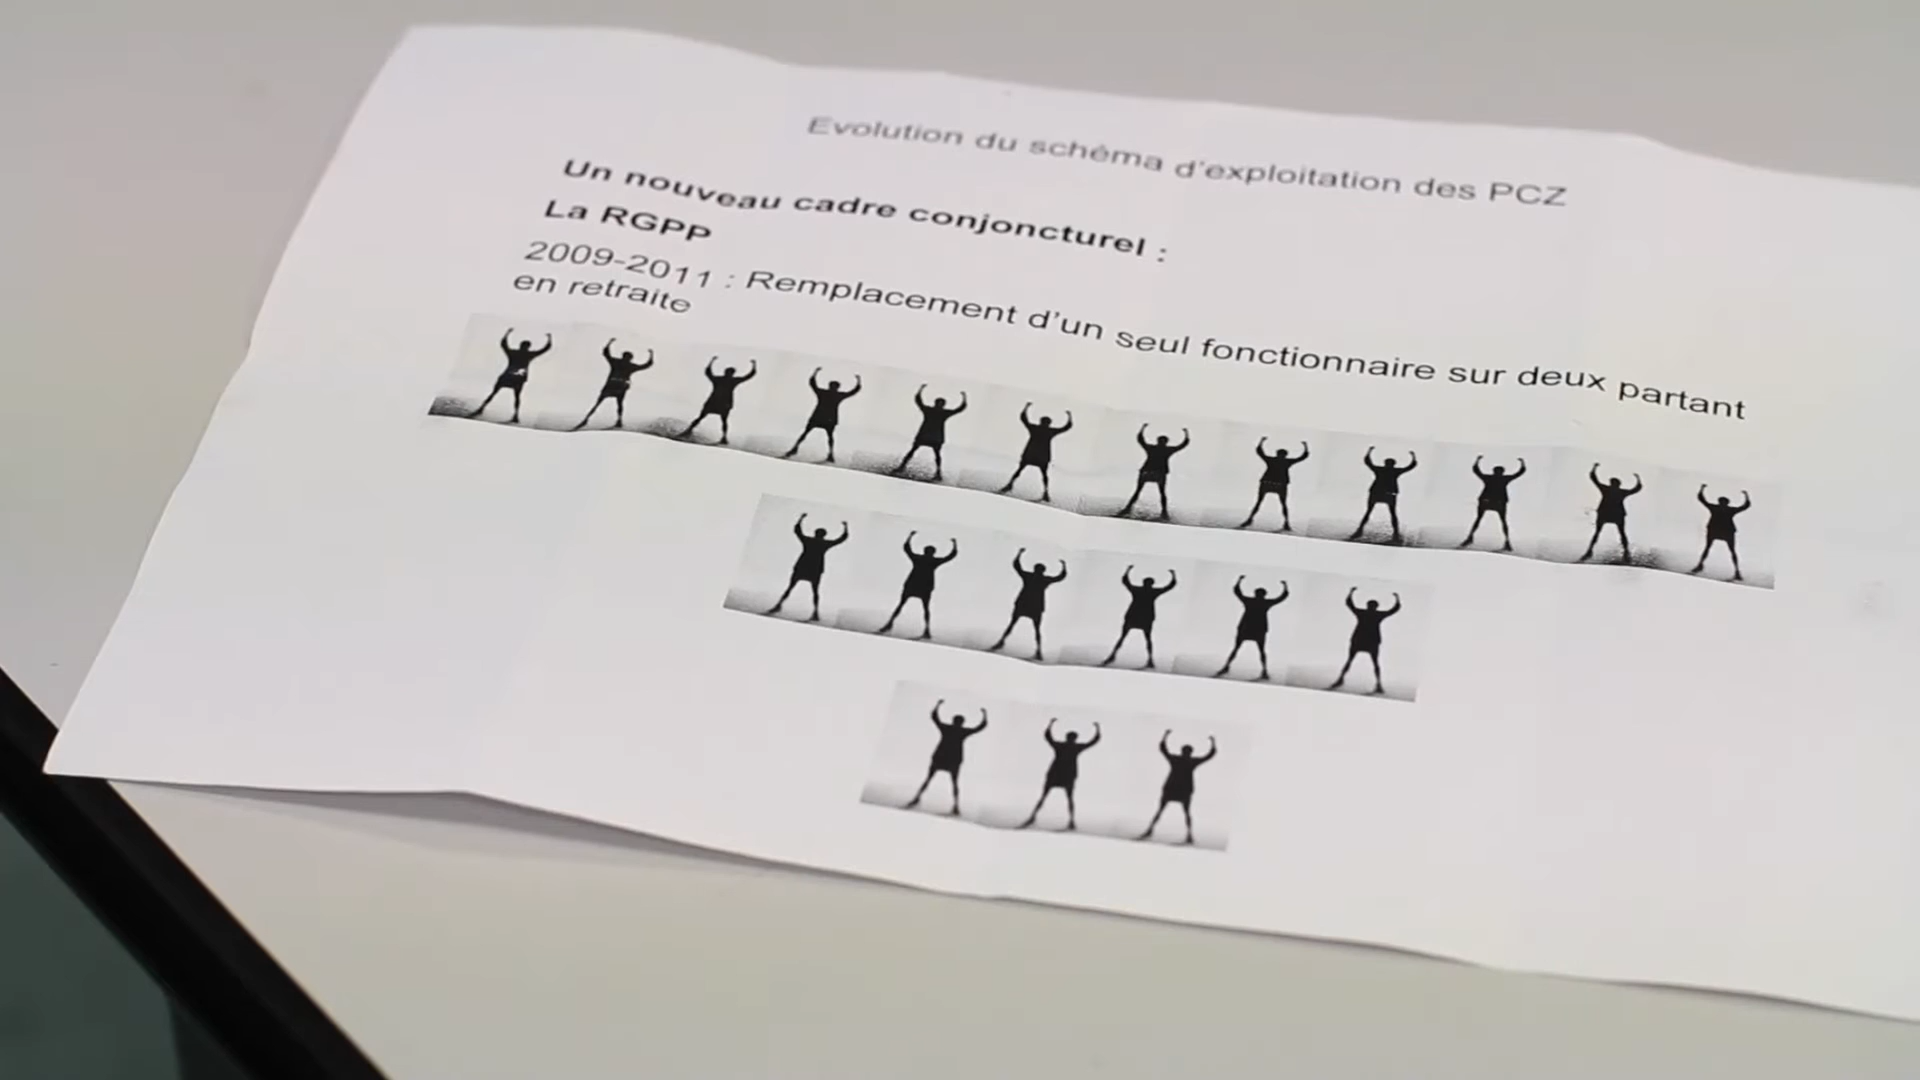 Evolution du schéma d'exploitation des PCZ
Un nouveau cadre conjoncturel :
La RGPP
2009-2011 : Remplacement d'un seul fonctionnaire sur deux partant
en retraite